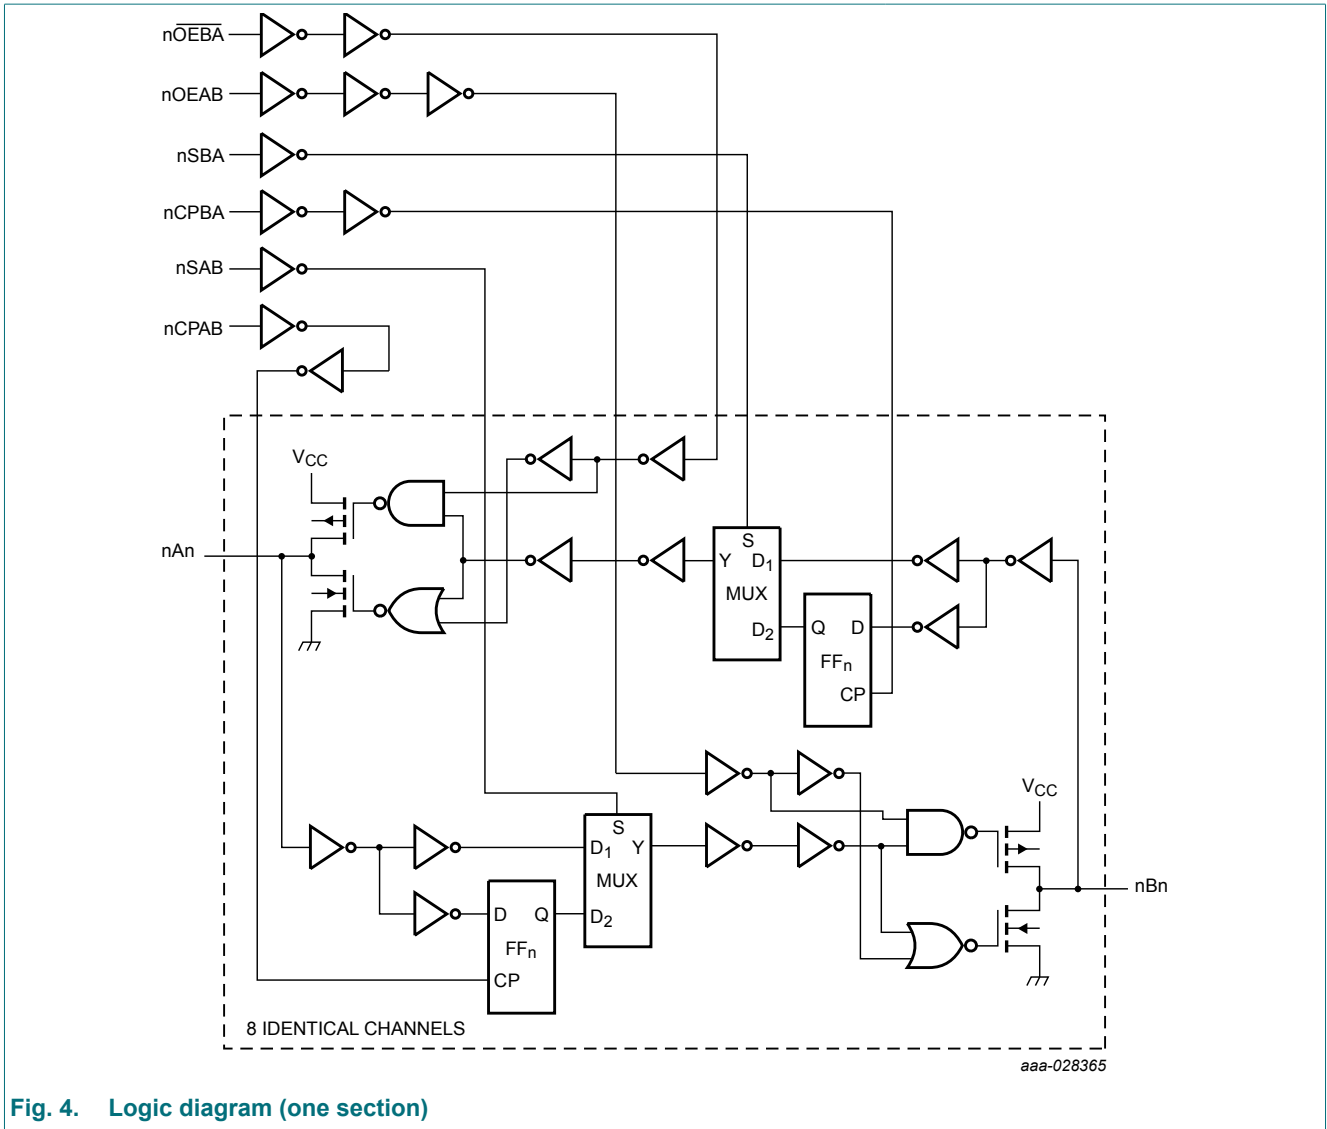 nO̅E̅B̅A̅
nOEAB
nSBA
nCPBA
nSAB
nCPAB
VCC
nAn
S
Y D1
MUX
D2
Q D
FFn
CP
VCC
S
D1 Y
MUX
D2
D Q
FFn
CP
nBn
8 IDENTICAL CHANNELS
aaa-028365
Fig. 4. Logic diagram (one section)